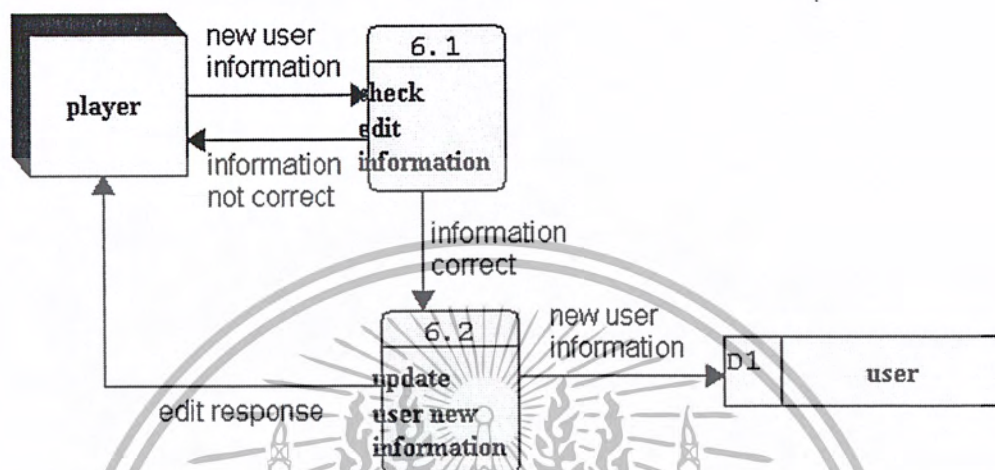 player
new user
information
6.1
check
edit
information
information
not correct
information
correct
6.2
update
user new
information
new user
information
D1
user
edit response